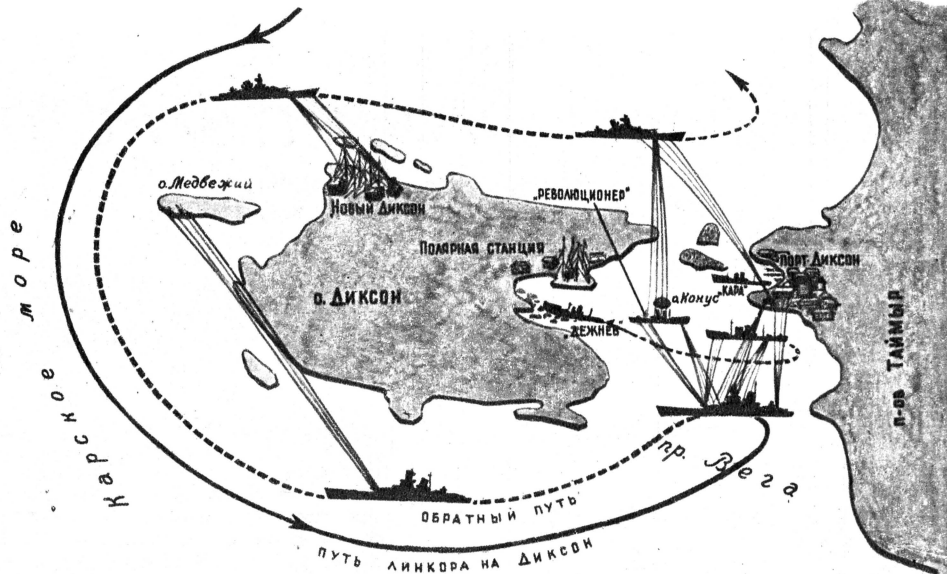 о. Медвежий
Новый Диксон
„РЕВОЛЮЦИОНЕР"
Полярная станция
Порт Диксон
„КАРА"
о. Диксон
о. Конус
„ДЕЖНЕВ"
п-ов Таймыр
Карское море
пр. Вега
ОБРАТНЫЙ ПУТЬ
ПУТЬ ЛИНКОРА НА ДИКСОН